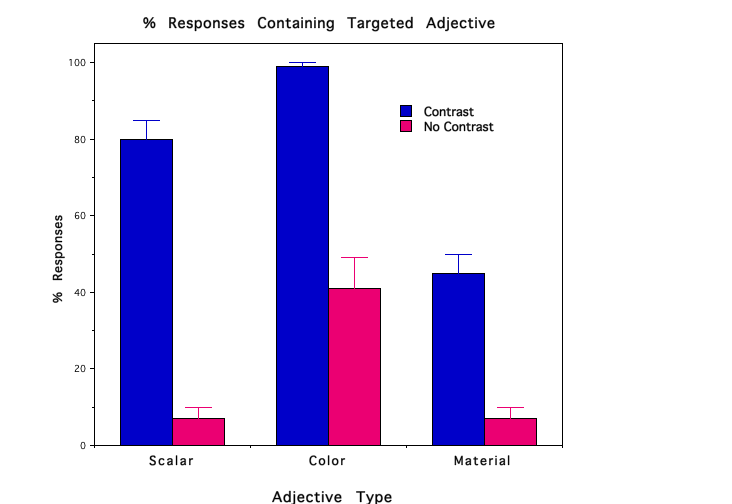 % Responses Containing Targeted Adjective
100
80
60
40
20
0
% Responses
Contrast
No Contrast
Scalar Color Material
Adjective Type